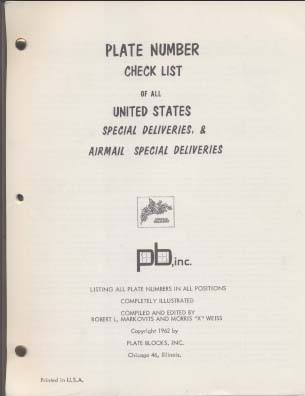 PLATE NUMBER
CHECK LIST
OF ALL
UNITED STATES
SPECIAL DELIVERIES, &
AIRMAIL SPECIAL DELIVERIES
pb,inc.
LISTING ALL PLATE NUMBERS IN ALL POSITIONS
COMPLETELY ILLUSTRATED
COMPILED AND EDITED BY
ROBERT L. MARKOVITS AND MORRIS "X" WEISS
Copyright 1962 by
PLATE BLOCKS, INC.
Chicago 46, Illinois.
Printed in U.S.A.